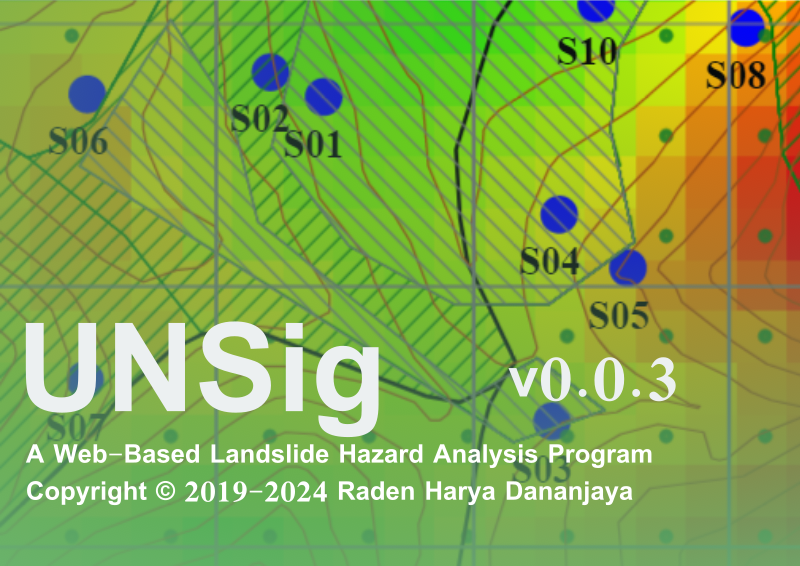 S10
S08
S02
S06
S01
S04
S05
UNSig v0.0.3
S07
A Web-Based Landslide Hazard Analysis Program
S03
Copyright © 2019-2024 Raden Harya Dananjaya